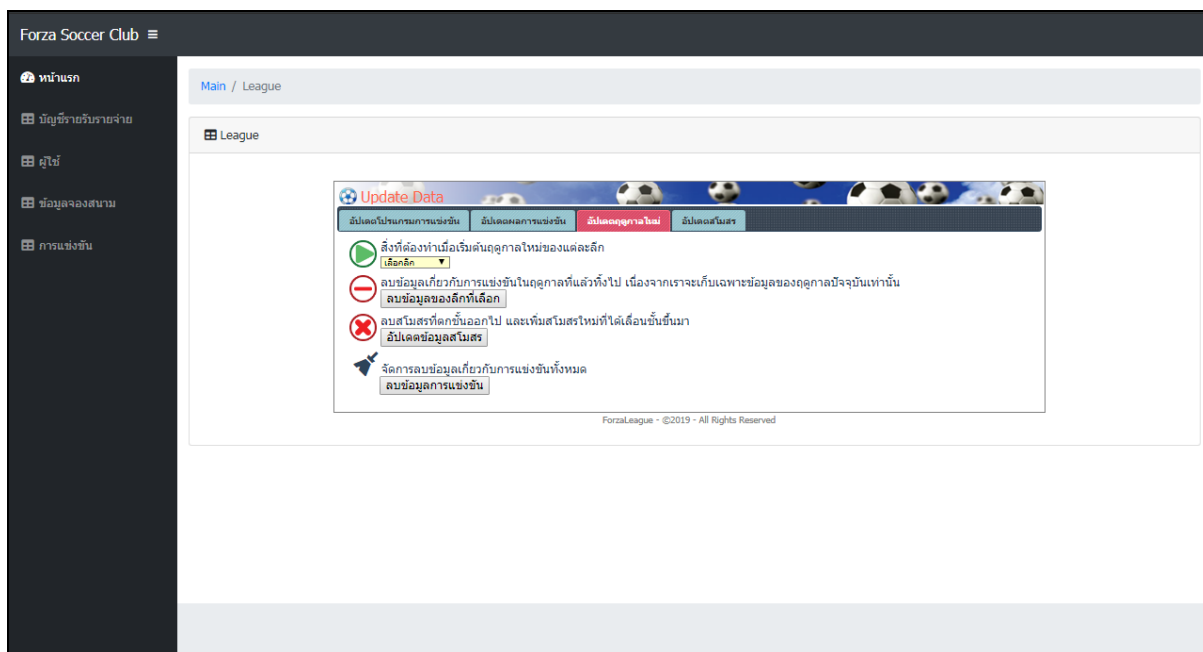 Forza Soccer Club
หน้าแรก
บัญชีรายรับรายจ่าย
ผู้ใช้
ข้อมูลจองสนาม
การแข่งขัน
Main / League
League
Update Data
อัปเดตโปรแกรมการแข่งขัน อัปเดตผลการแข่งขัน อัปเดตฤดูกาลใหม่ อัปเดตสโมสร
สิ่งที่ต้องทำเมื่อเริ่มต้นฤดูกาลใหม่ของแต่ละลีก
เลือกลีก
ลบข้อมูลเกี่ยวกับการแข่งขันในฤดูกาลที่แล้วทิ้งไป เนื่องจากเราจะเก็บเฉพาะข้อมูลของฤดูกาลปัจจุบันเท่านั้น
ลบข้อมูลของลีกที่เลือก
ลบสโมสรที่ตกชั้นออกไป และเพิ่มสโมสรใหม่ที่ได้เลื่อนชั้นขึ้นมา
อัปเดตข้อมูลสโมสร
จัดการลบข้อมูลเกี่ยวกับการแข่งขันทั้งหมด
ลบข้อมูลการแข่งขัน
ForzaLeague - ©2019 - All Rights Reserved